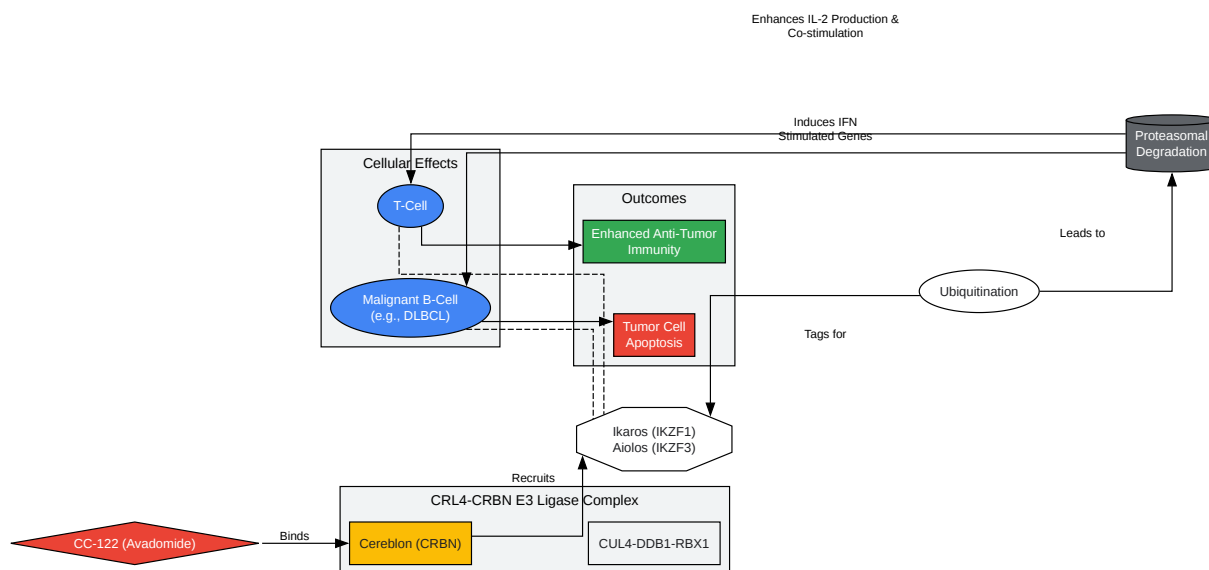 Enhances IL-2 Production &
Co-stimulation
Induces IFN
Stimulated Genes
Proteasomal
Degradation
Cellular Effects
T-Cell
Malignant B-Cell
(e.g., DLBCL)
Outcomes
Enhanced Anti-Tumor
Immunity
Tumor Cell
Apoptosis
Leads to
Ubiquitination
Tags for
Ikaros (IKZF1)
Aiolos (IKZF3)
Recruits
CRL4-CRBN E3 Ligase Complex
CC-122 (Avadomide)
Binds
Cereblon (CRBN)
CUL4-DDB1-RBX1